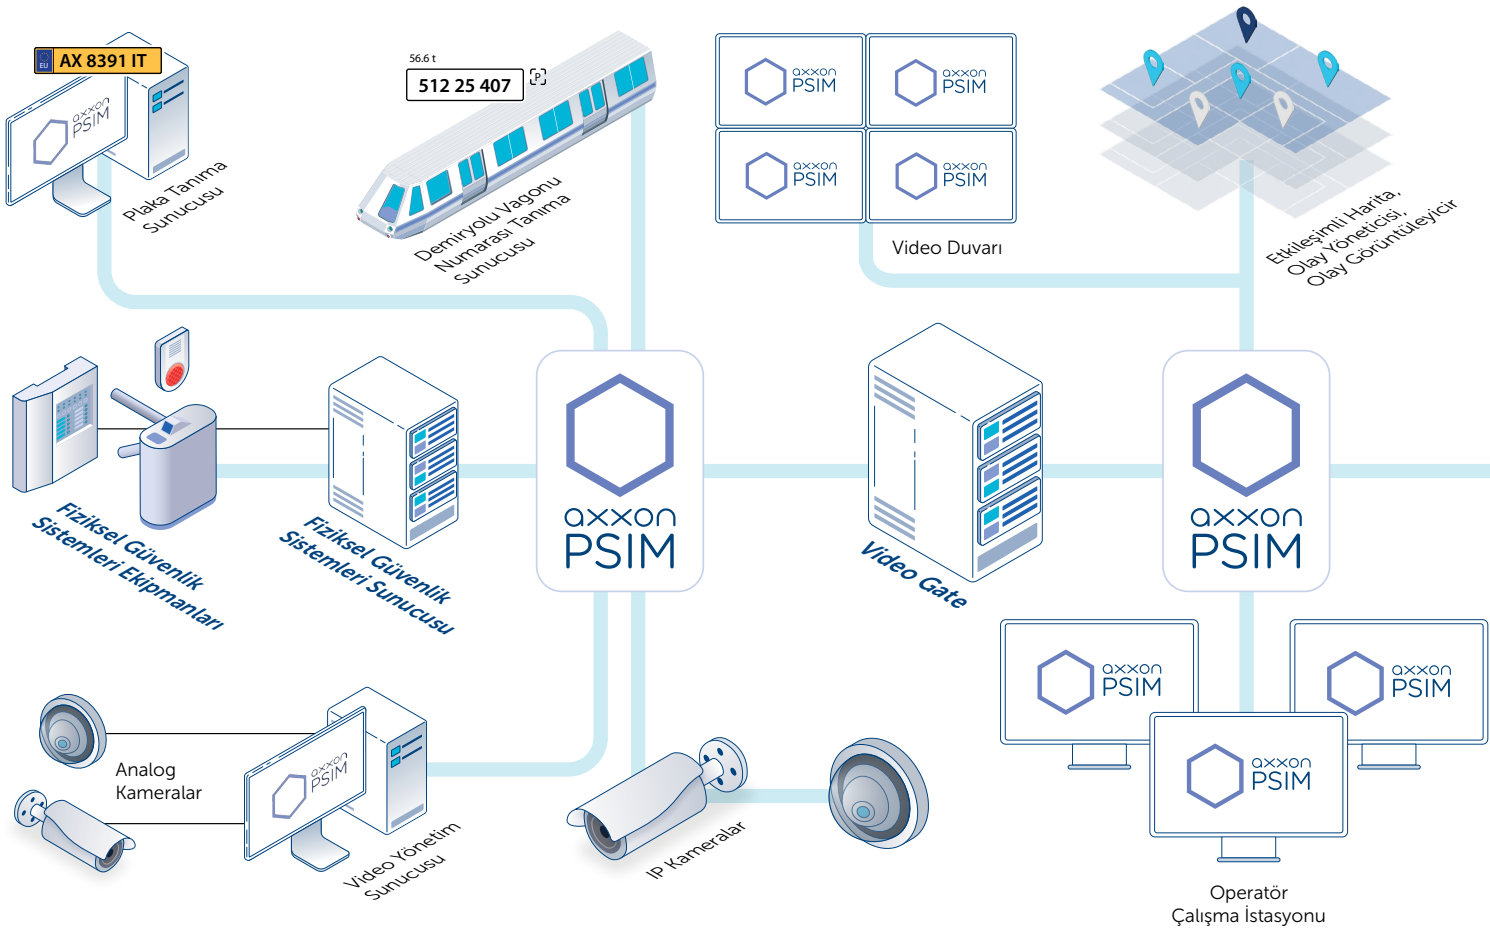 EU
AX 8391 IT
axxon
PSIM
Plaka Tanıma
Sunucusu
56.6 t
512 25 407
[P]
Demiryolu Vagonu
Numarası Tanıma
Sunucusu
axxon
PSIM
axxon
PSIM
axxon
PSIM
axxon
PSIM
Video Duvarı
Etkileşimli Harita,
Olay Yöneticisi,
Olay Görüntüleyicir
Fiziksel Güvenlik
Sistemleri Ekipmanları
Fiziksel Güvenlik
Sistemleri Sunucusu
axxon
PSIM
Video Gate
axxon
PSIM
Analog
Kameralar
axxon
PSIM
Video Yönetim
Sunucusu
IP Kameralar
axxon
PSIM
axxon
PSIM
axxon
PSIM
Operatör
Çalışma İstasyonu